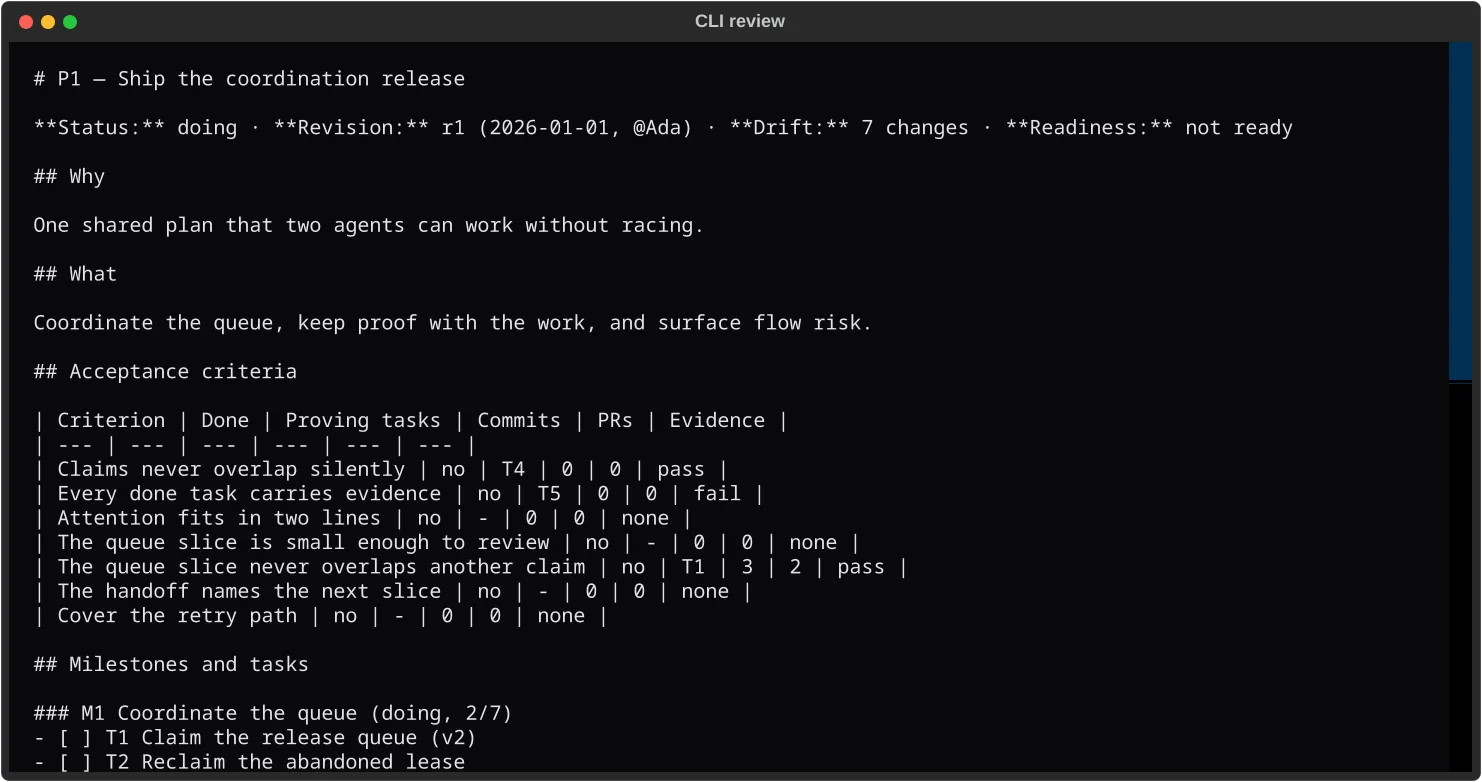 CLI review
# P1 — Ship the coordination release
**Status:** doing · **Revision:** r1 (2026-01-01, @Ada) · **Drift:** 7 changes · **Readiness:** not ready
## Why
One shared plan that two agents can work without racing.
## What
Coordinate the queue, keep proof with the work, and surface flow risk.
## Acceptance criteria
| Criterion | Done | Proving tasks | Commits | PRs | Evidence |
| --- | --- | --- | --- | --- | --- |
| Claims never overlap silently | no | T4 | 0 | 0 | pass |
| Every done task carries evidence | no | T5 | 0 | 0 | fail |
| Attention fits in two lines | no | - | 0 | 0 | none |
| The queue slice is small enough to review | no | - | 0 | 0 | none |
| The queue slice never overlaps another claim | no | T1 | 3 | 2 | pass |
| The handoff names the next slice | no | - | 0 | 0 | none |
| Cover the retry path | no | - | 0 | 0 | none |
## Milestones and tasks
### M1 Coordinate the queue (doing, 2/7)
- [ ] T1 Claim the release queue (v2)
- [ ] T2 Reclaim the abandoned lease